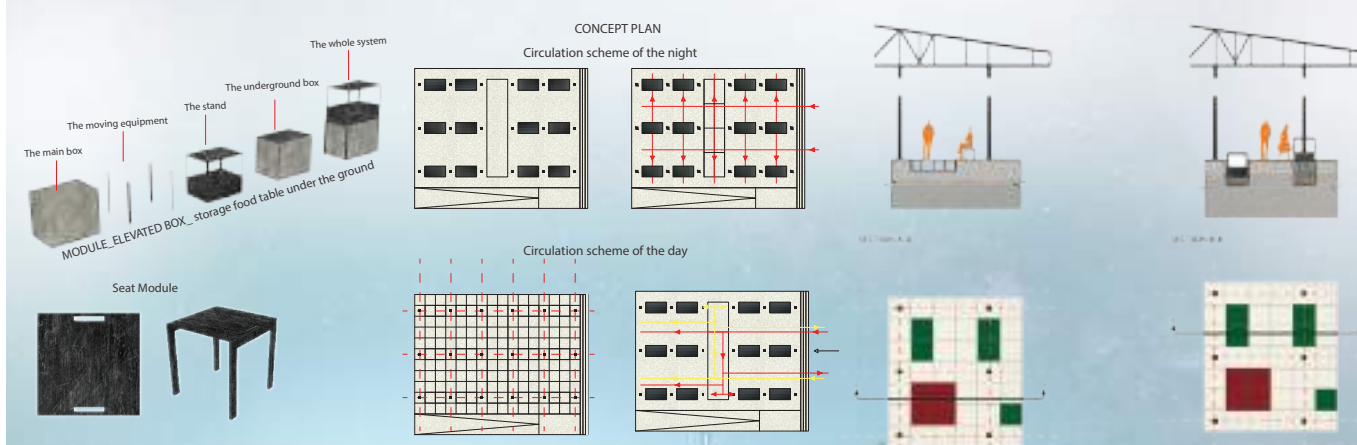 CONCEPT PLAN
Circulation scheme of the night
The whole system
The underground box
The stand
The moving equipment
The main box
MODULE_ELEVATED BOX_ storage food table under the ground
Circulation scheme of the day
Seat Module